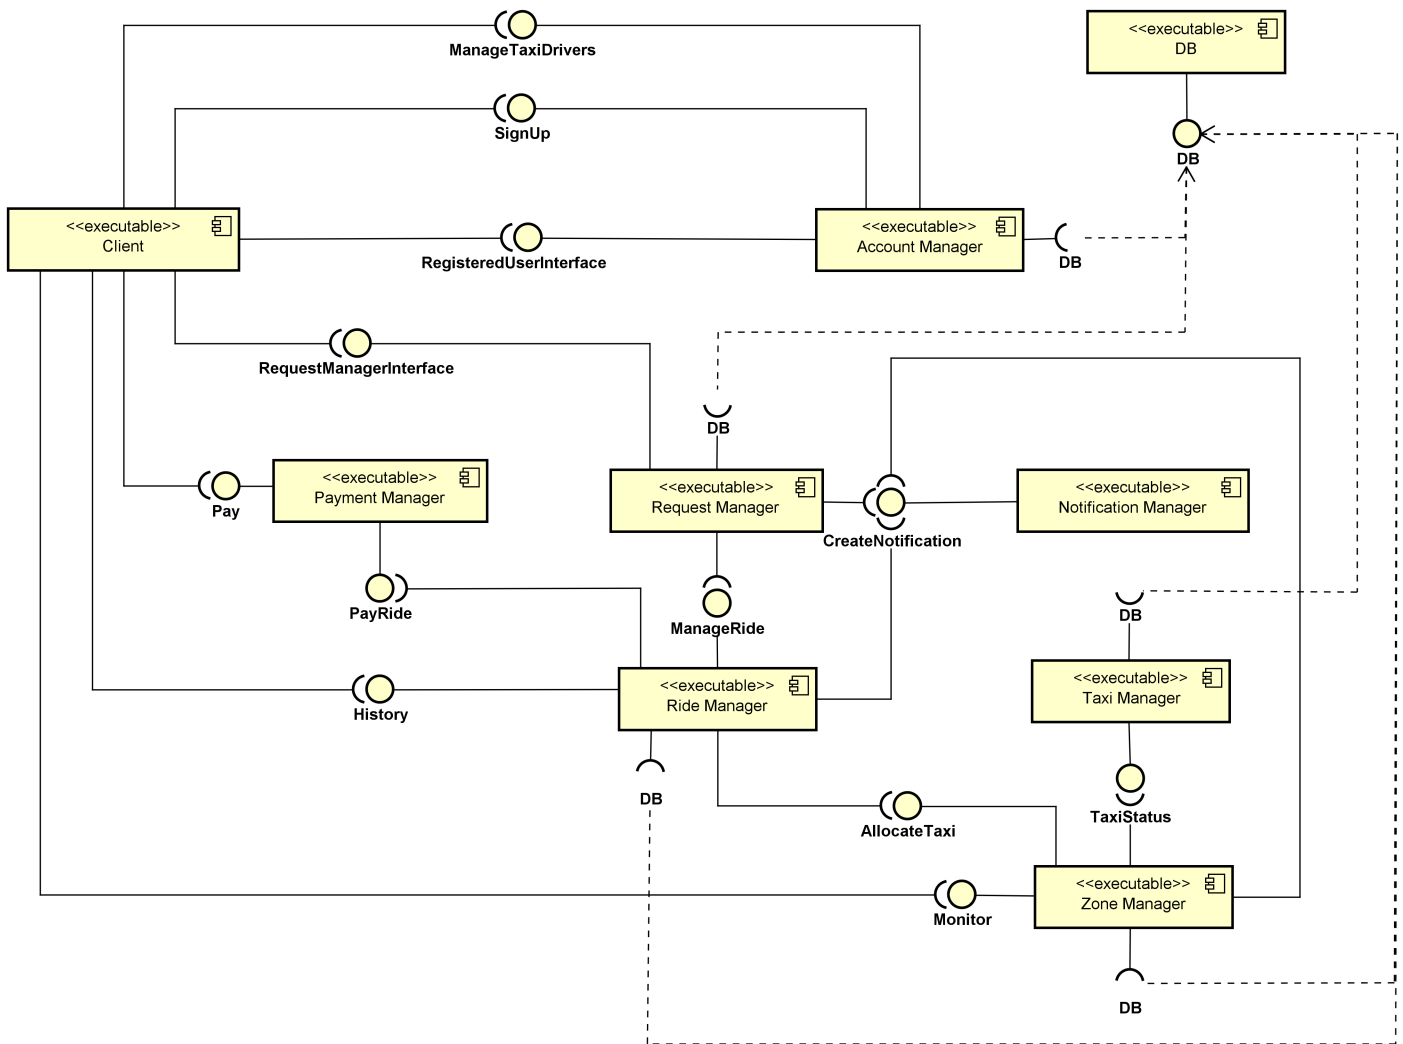 ManageTaxiDrivers
<<executable>>
DB
SignUp
DB
<<executable>>
Client
RegisteredUserInterface
<<executable>>
Account Manager
DB
RequestManagerInterface
DB
<<executable>>
Payment Manager
Pay
<<executable>>
Request Manager
CreateNotification
<<executable>>
Notification Manager
PayRide
ManageRide
DB
<<executable>>
Ride Manager
<<executable>>
Taxi Manager
History
DB
AllocateTaxi
TaxiStatus
<<executable>>
Zone Manager
Monitor
DB